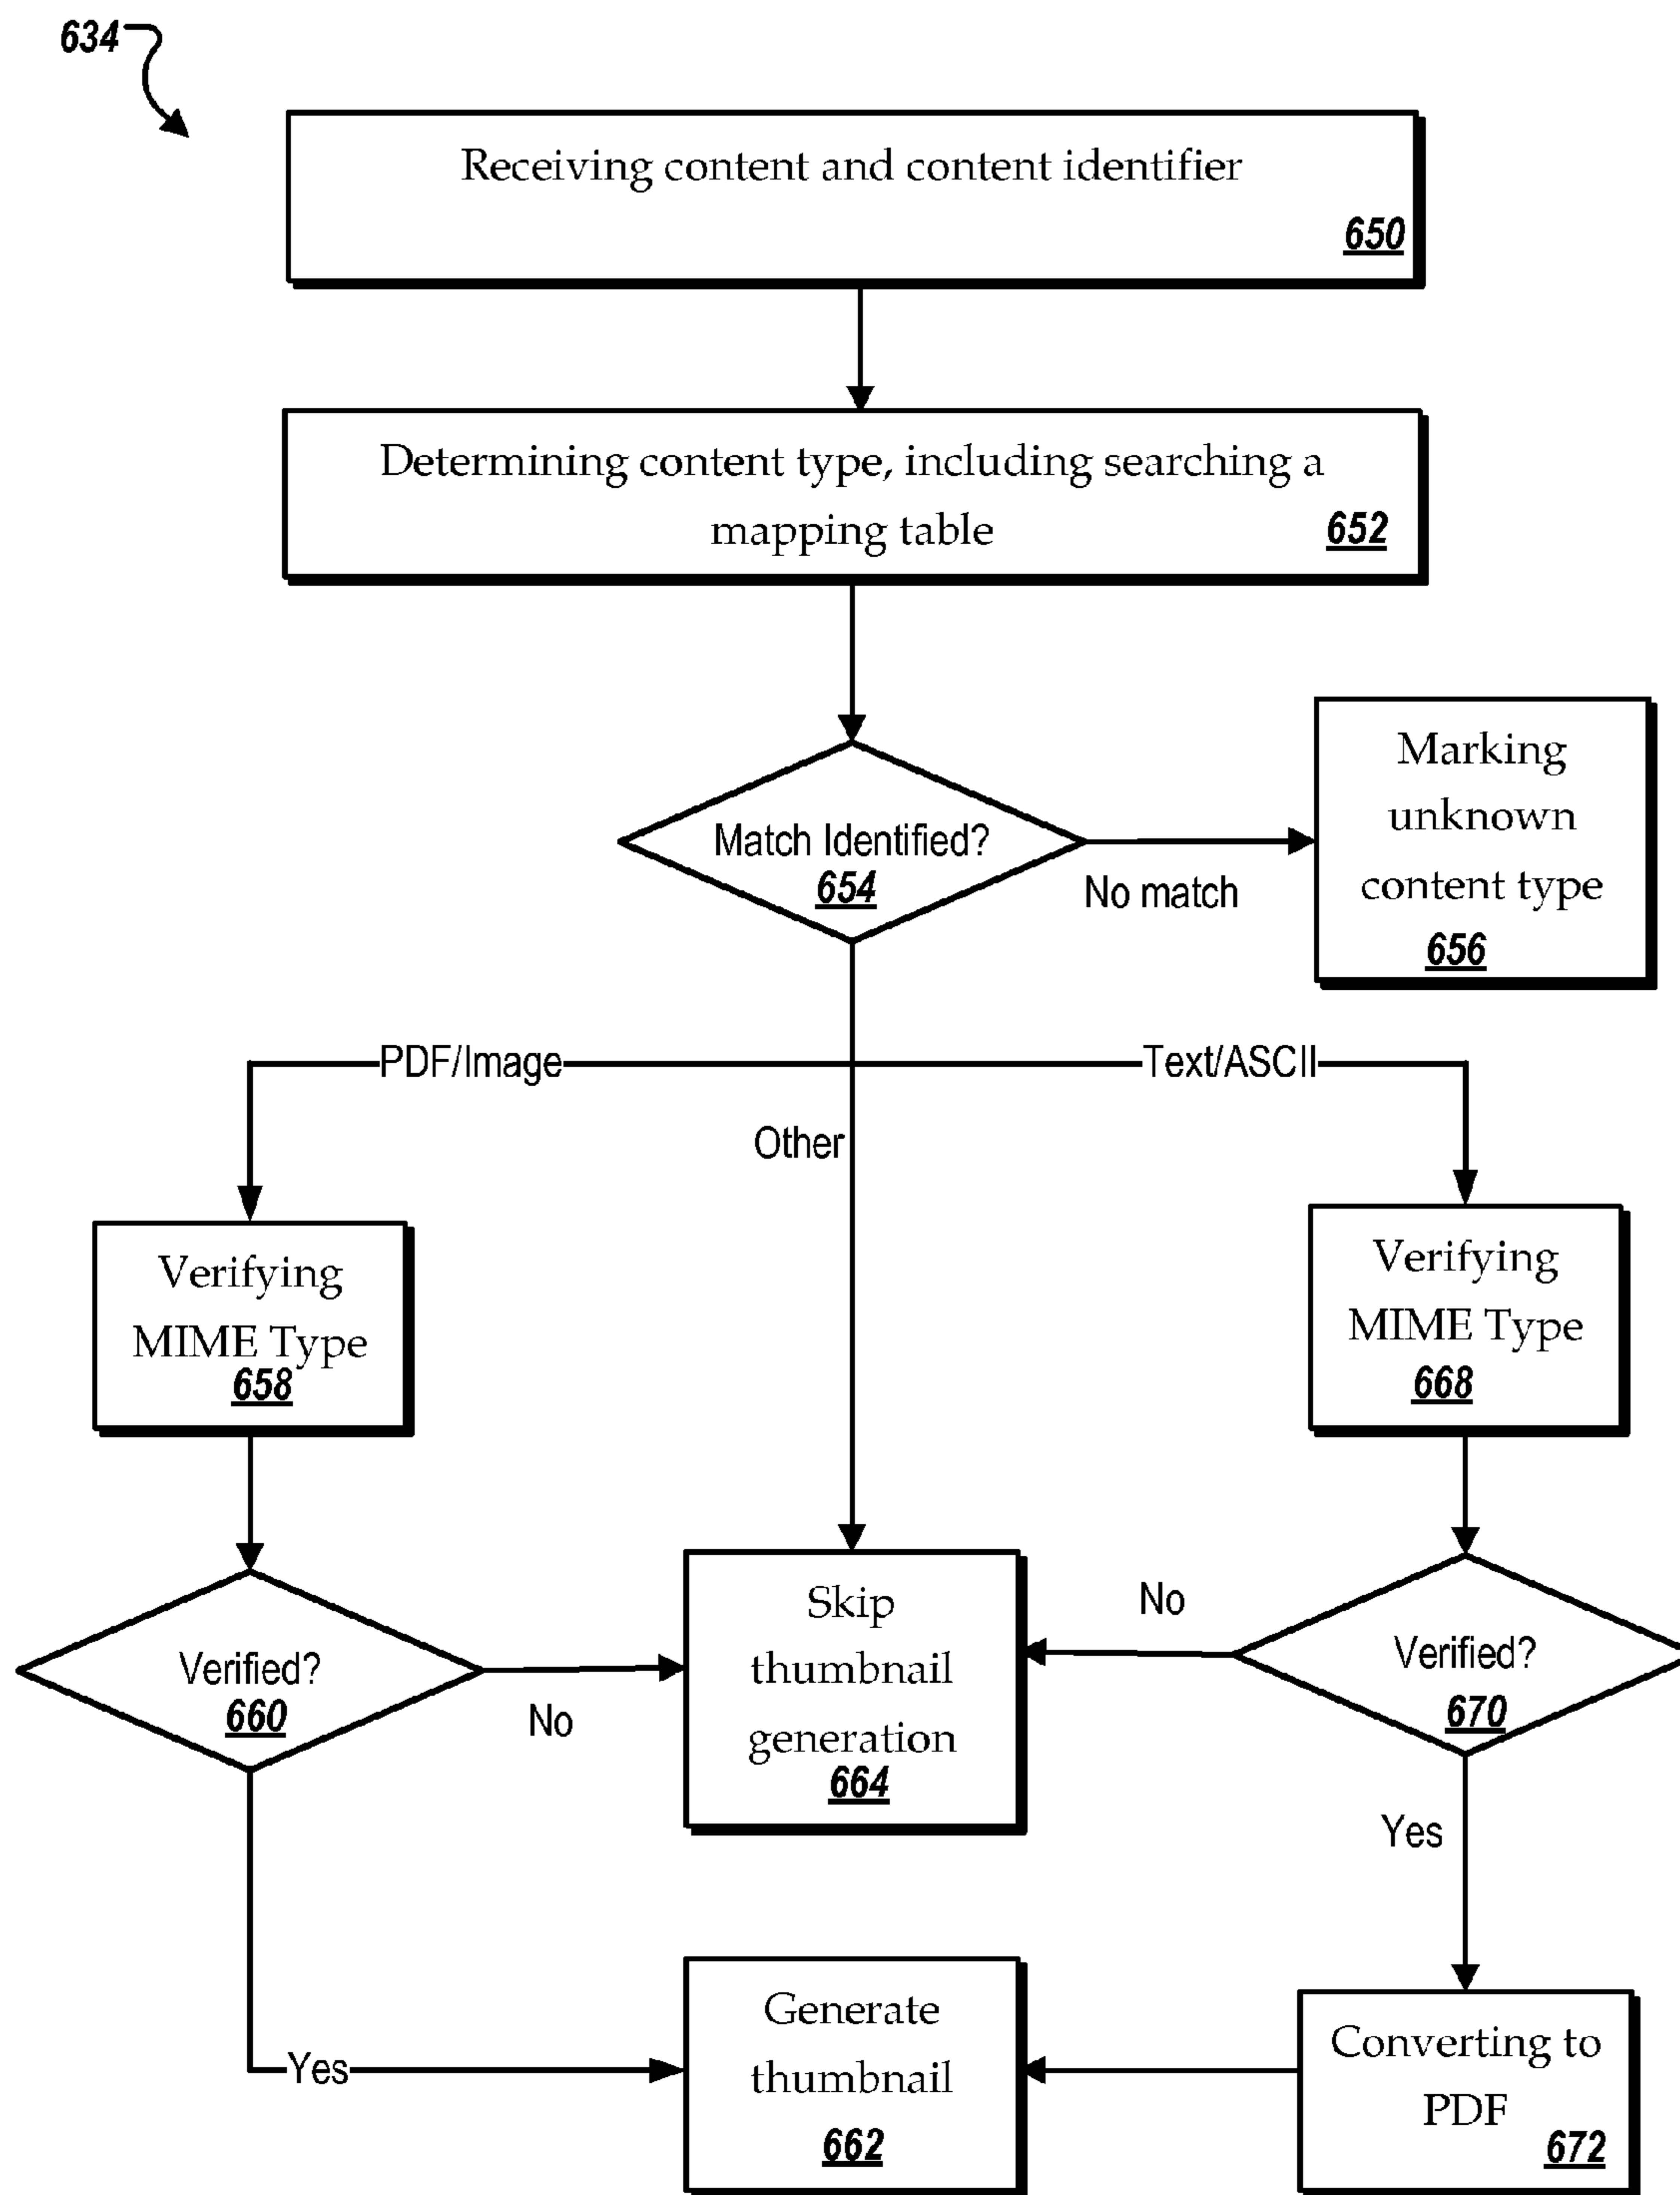 634
Receiving content and content identifier
650
Determining content type, including searching a
mapping table
652
Match Identified?
654
No match
Marking
unknown
content type
656
PDF/Image
Text/ASCII
Other
Verifying
MIME Type
658
Verifying
MIME Type
668
Verified?
660
No
Skip
thumbnail
generation
664
No
Verified?
670
Yes
Yes
Generate
thumbnail
662
Converting to
PDF
672